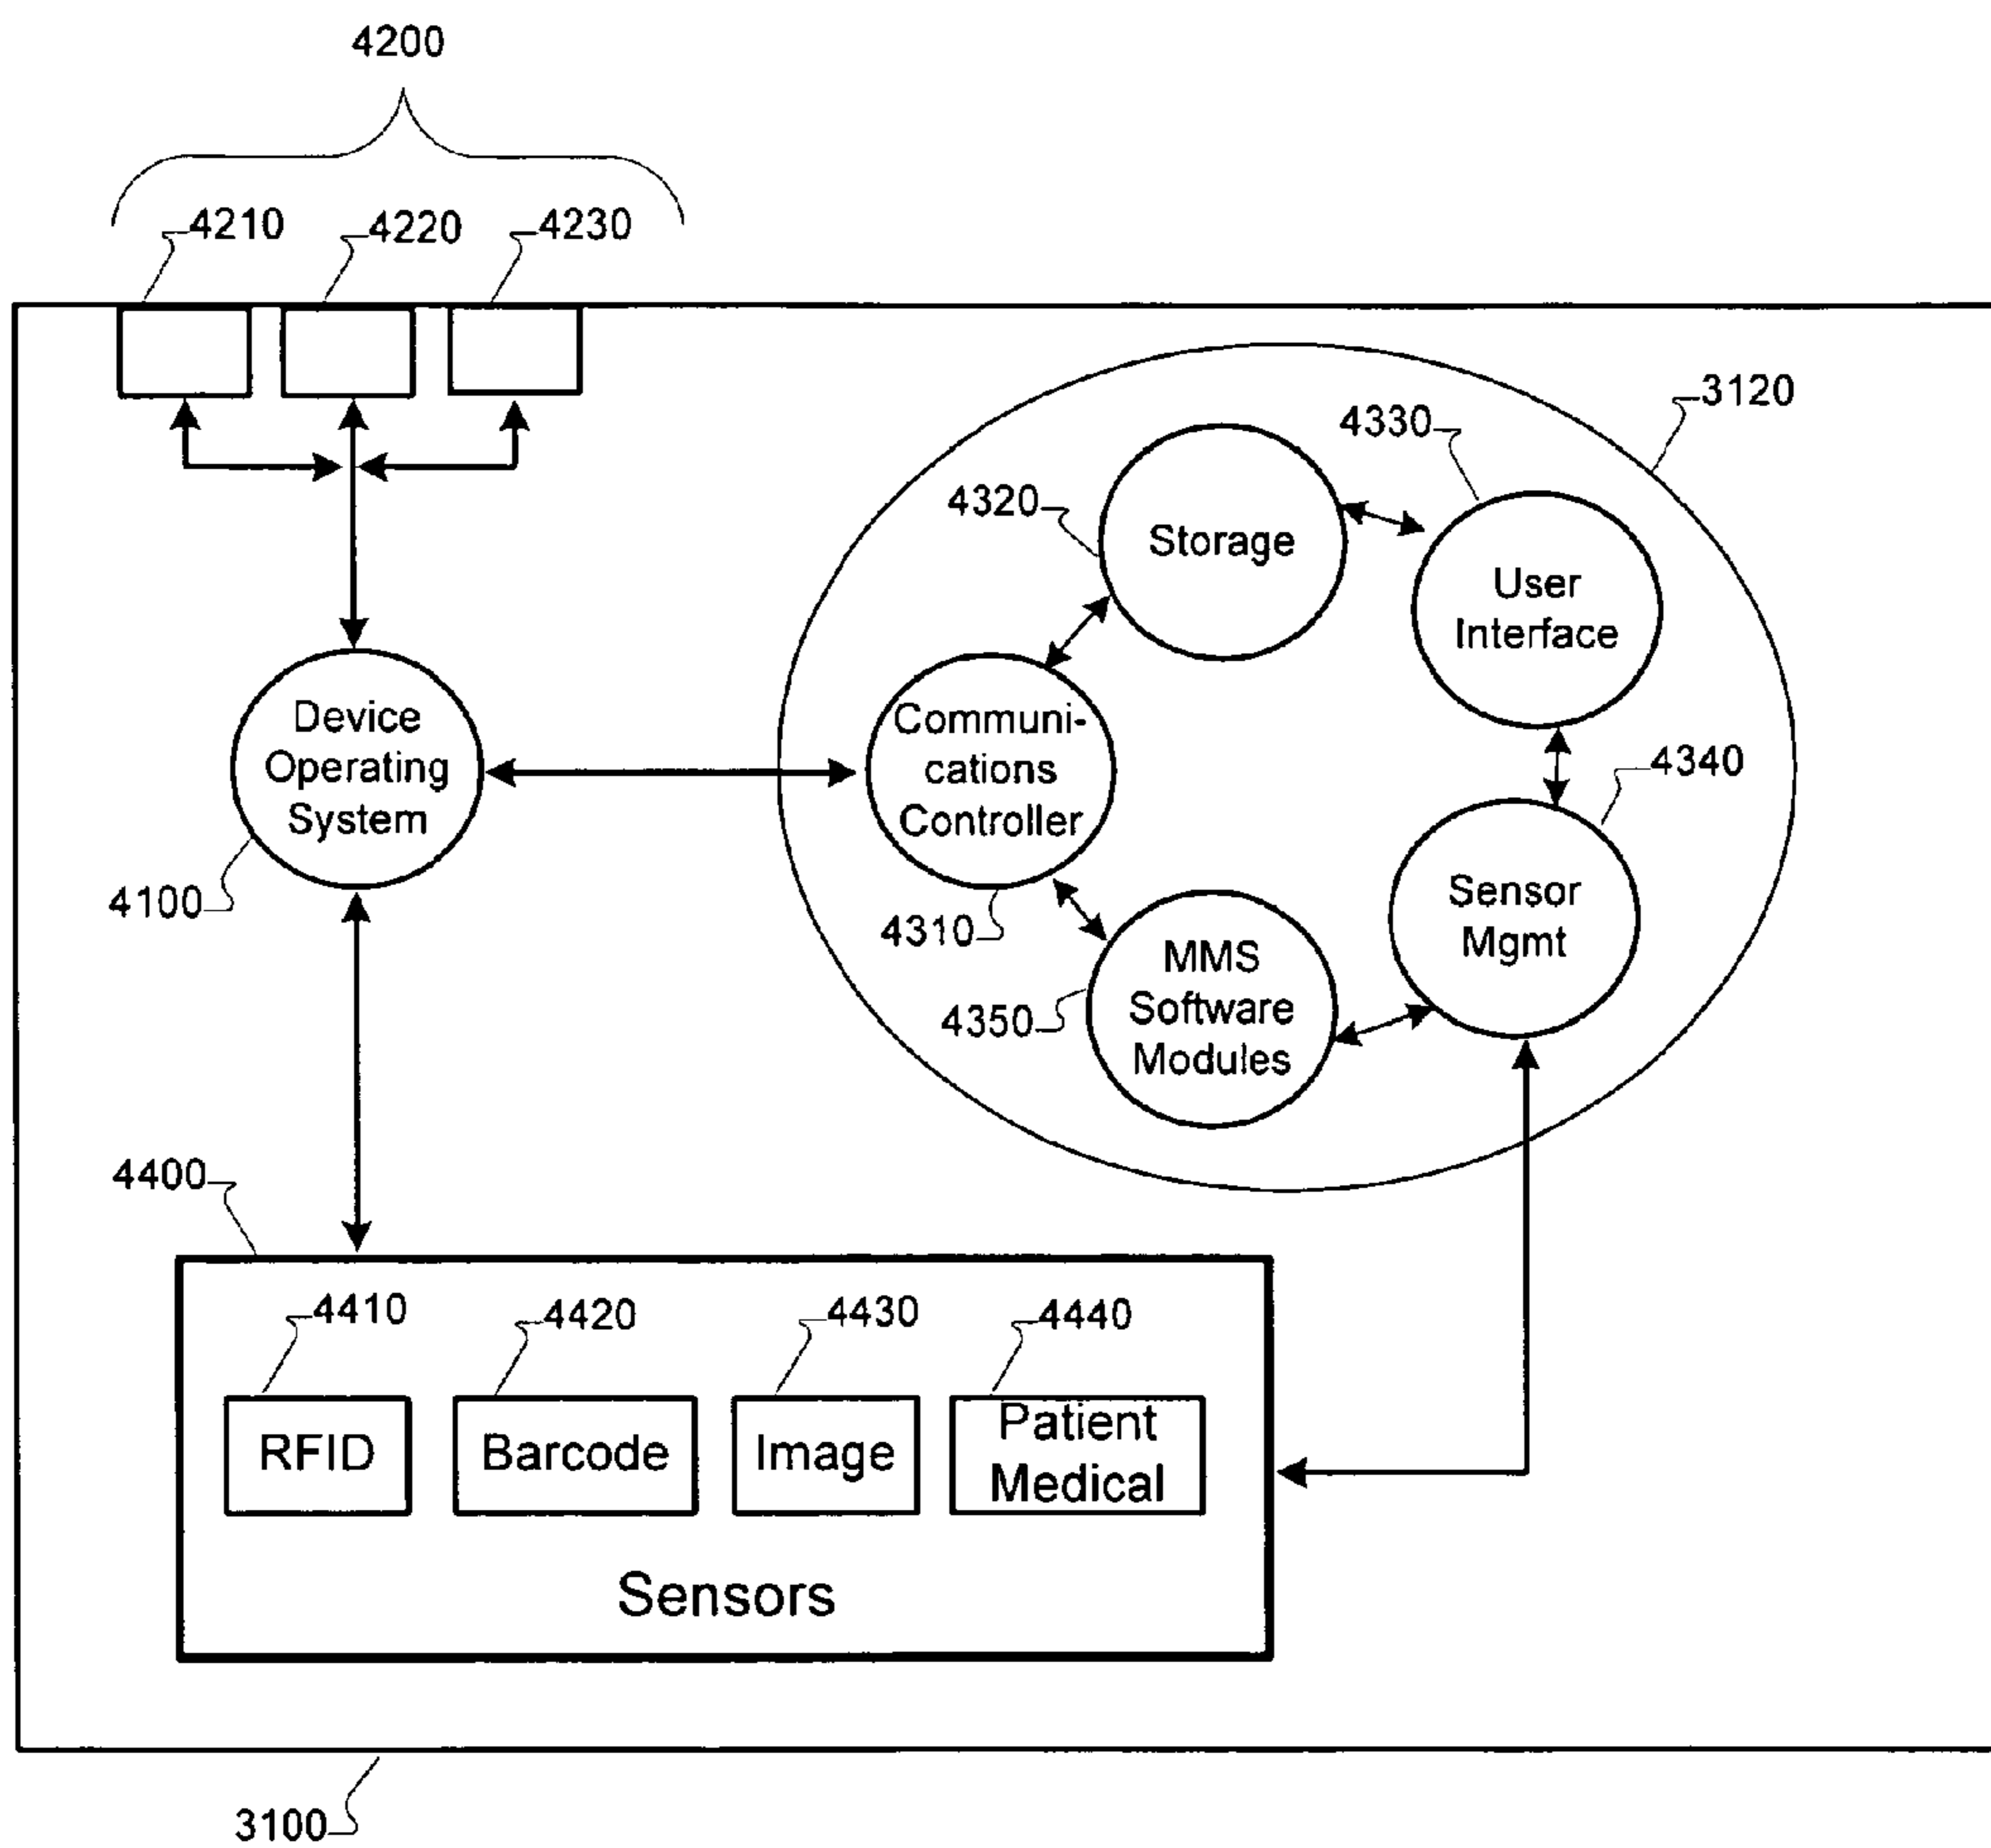 4200
4210
4220
4230
3120
4330
4320
Storage
User
Interface
Device
Operating
System
4100
Communi-
cations
Controller
4310
4340
Sensor
Mgmt
MMS
Software
Modules
4350
4400
4410
4420
4430
4440
RFID
Barcode
Image
Patient
Medical
Sensors
3100